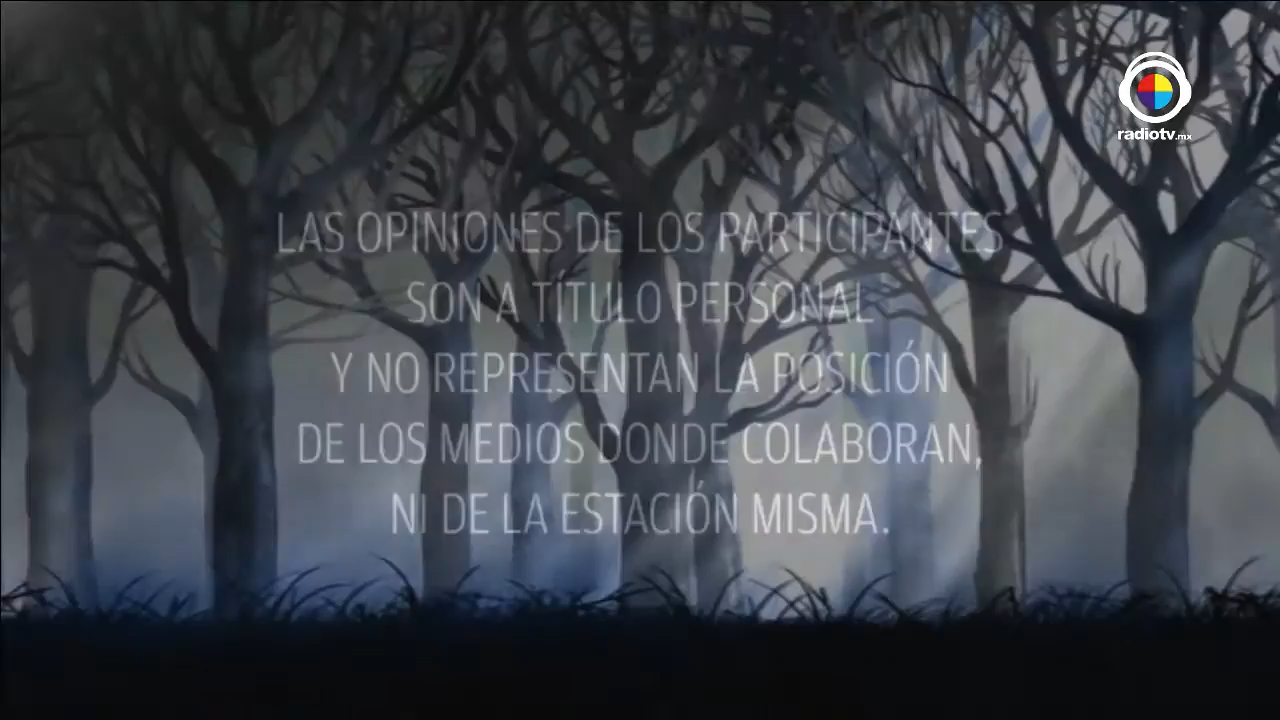 radiotv.mx
LAS OPINIONES DE LOS PARTICIPANTES
SON A TITULO PERSONAL
Y NO REPRESENTAN LA POSICIÓN
DE LOS MEDIOS DONDE COLABORAN,
NI DE LA ESTACIÓN MISMA.